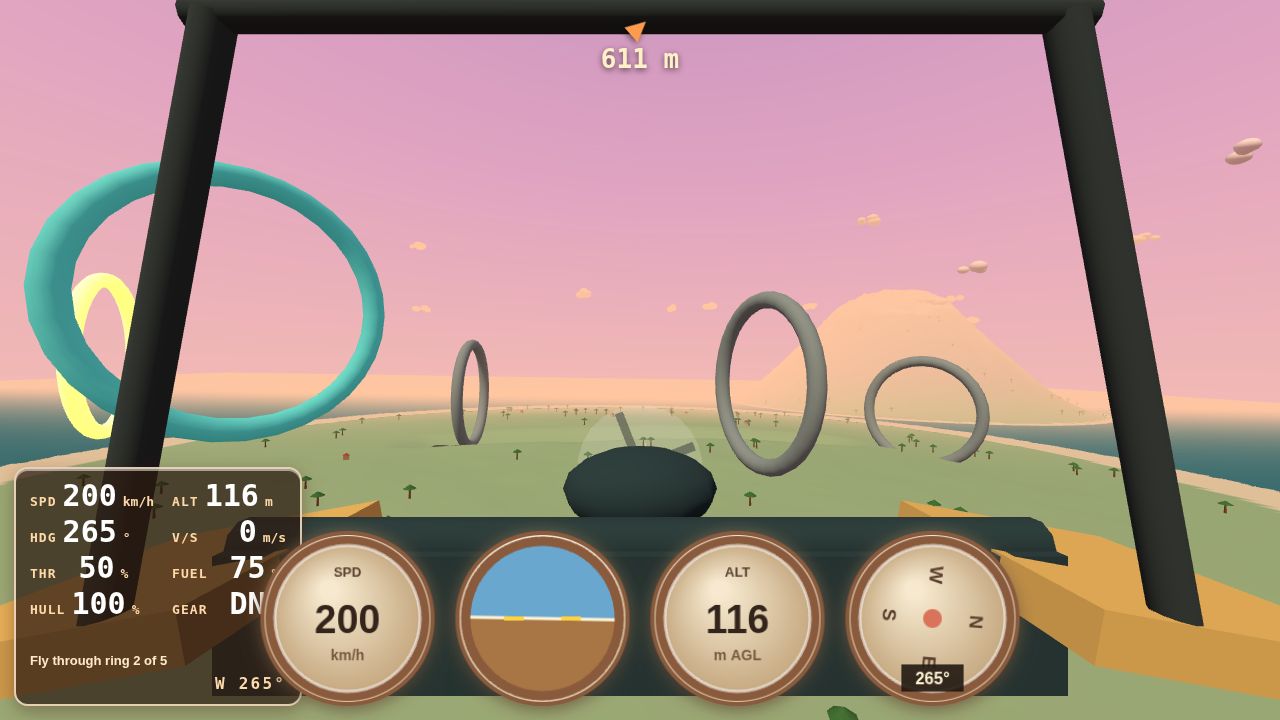 611 m
SPD 200 km/h ALT 116 m
HDG 265 ° V/S 0 m/s
THR 50 % FUEL 75
HULL 100 % GEAR DN
Fly through ring 2 of 5
W 265°
SPD
200
km/h
ALT
116
m AGL
W
S N
E
265°